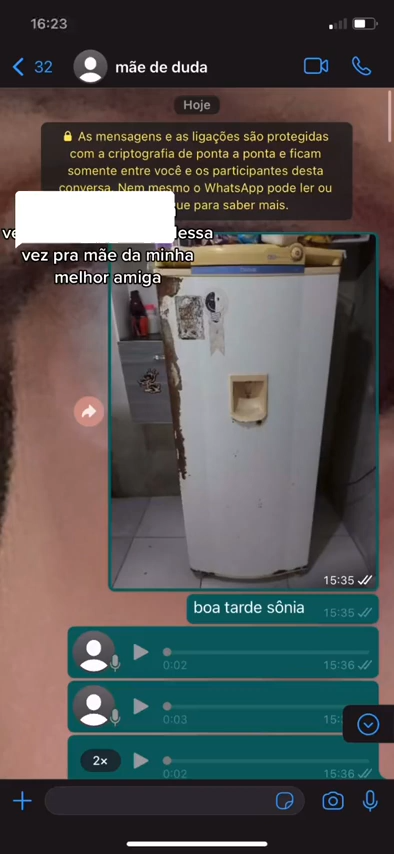 16:23
32
mãe de duda
Hoje
As mensagens e as ligações são protegidas
com a criptografia de ponta a ponta e ficam
somente entre você e os participantes desta
conversa. Nem mesmo o WhatsApp pode ler ou
que para saber mais.
dessa
vez pra mãe da minha
melhor amiga
15:35
boa tarde sônia 15:35
0:02 15:36
0:03
2×
0:02 15:36